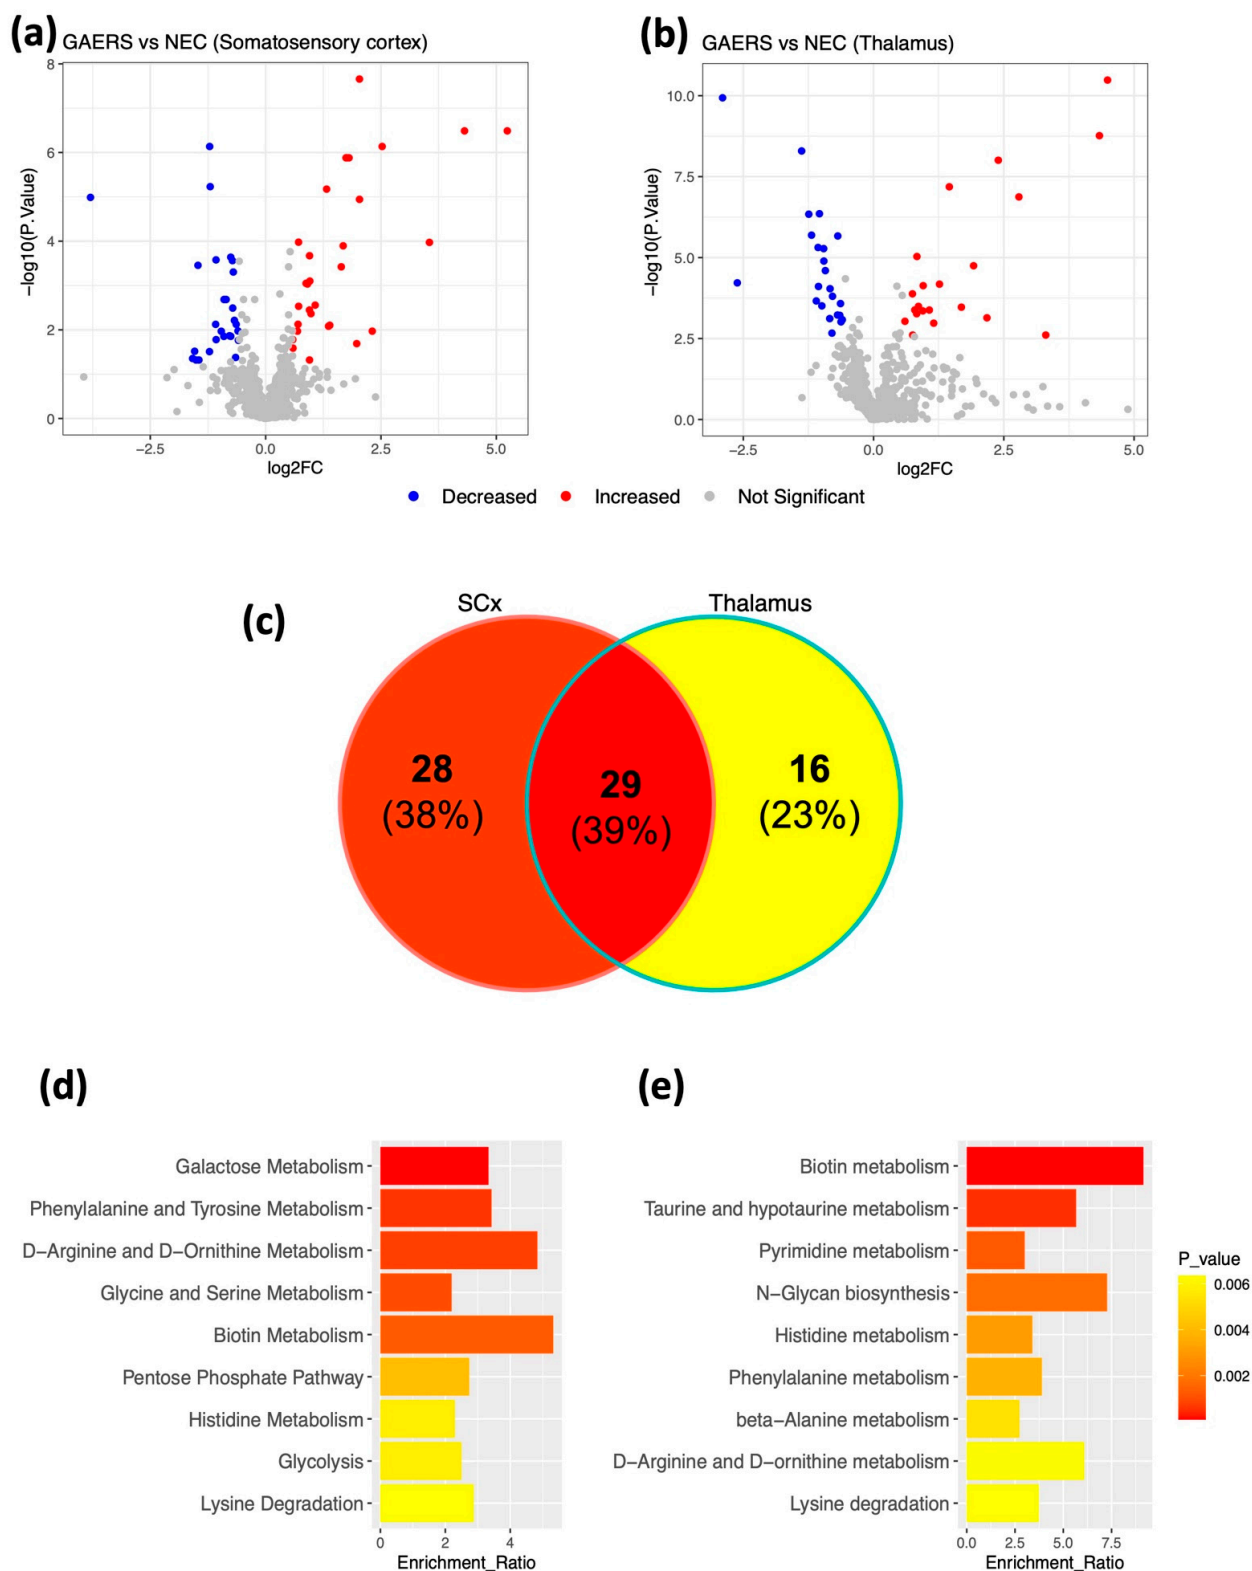 (a) GAERS vs NEC (Somatosensory cortex)
8
6
4
2
0
−log10(P.Value)
−2.5 0.0 2.5 5.0
log2FC
(b) GAERS vs NEC (Thalamus)
10.0
7.5
5.0
2.5
0.0
−log10(P.Value)
−2.5 0.0 2.5 5.0
log2FC
Decreased Increased Not Significant
(c)
SCx Thalamus
28
(38%)
29
(39%)
16
(23%)
(d)
Galactose Metabolism
Phenylalanine and Tyrosine Metabolism
D−Arginine and D−Ornithine Metabolism
Glycine and Serine Metabolism
Biotin Metabolism
Pentose Phosphate Pathway
Histidine Metabolism
Glycolysis
Lysine Degradation
0 2 4
Enrichment_Ratio
(e)
Biotin metabolism
Taurine and hypotaurine metabolism
Pyrimidine metabolism
N−Glycan biosynthesis
Histidine metabolism
Phenylalanine metabolism
beta−Alanine metabolism
D−Arginine and D−ornithine metabolism
Lysine degradation
0.0 2.5 5.0 7.5
Enrichment_Ratio
P_value
0.006
0.004
0.002